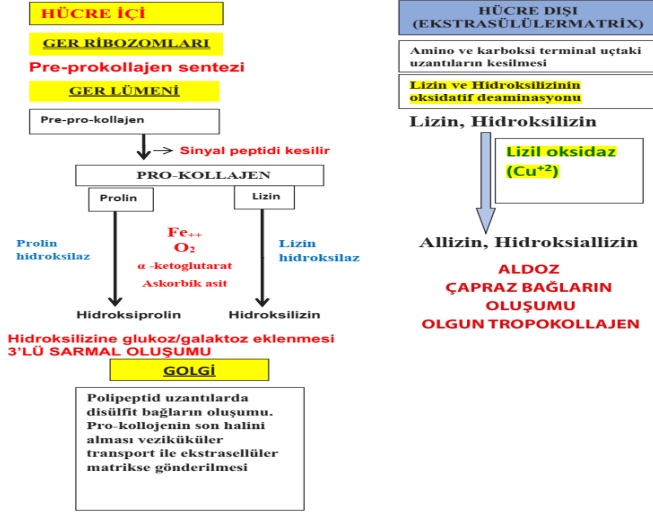 HÜCRE İÇİ
GER RİBOZOMLARI
Pre-prokollajen sentezi
GER LÜMENİ
Pre-pro-kollajen
Sinyal peptidi kesilir
PRO-KOLLAJEN
Prolin
Lizin
Prolin
hidroksilaz
Fe++
O2
α -ketoglutarat
Askorbik asit
Lizin
hidroksilaz
Hidroksiprolin
Hidroksilizin
Hidroksilizine glukoz/galaktoz eklenmesi
3'LÜ SARMAL OLUŞUMU
GOLGİ
Polipeptid uzantılarda
disülfit bağların oluşumu.
Pro-kollojenin son halini
alması veziküküler
transport ile ekstrasellüler
matrikse gönderilmesi
HÜCRE DIŞI
(EKSTRASÜLÜLERMATRİX)
Amino ve karboksi terminal uçtaki
uzantıların kesilmesi
Lizin ve Hidroksilizinin
oksidatif deaminasyonu
Lizin, Hidroksilizin
Lizil oksidaz
(Cu+2)
Allizin, Hidroksiallizin
ALDOZ
ÇAPRAZ BAĞLARIN
OLUŞUMU
OLGUN TROPOKOLLAJEN